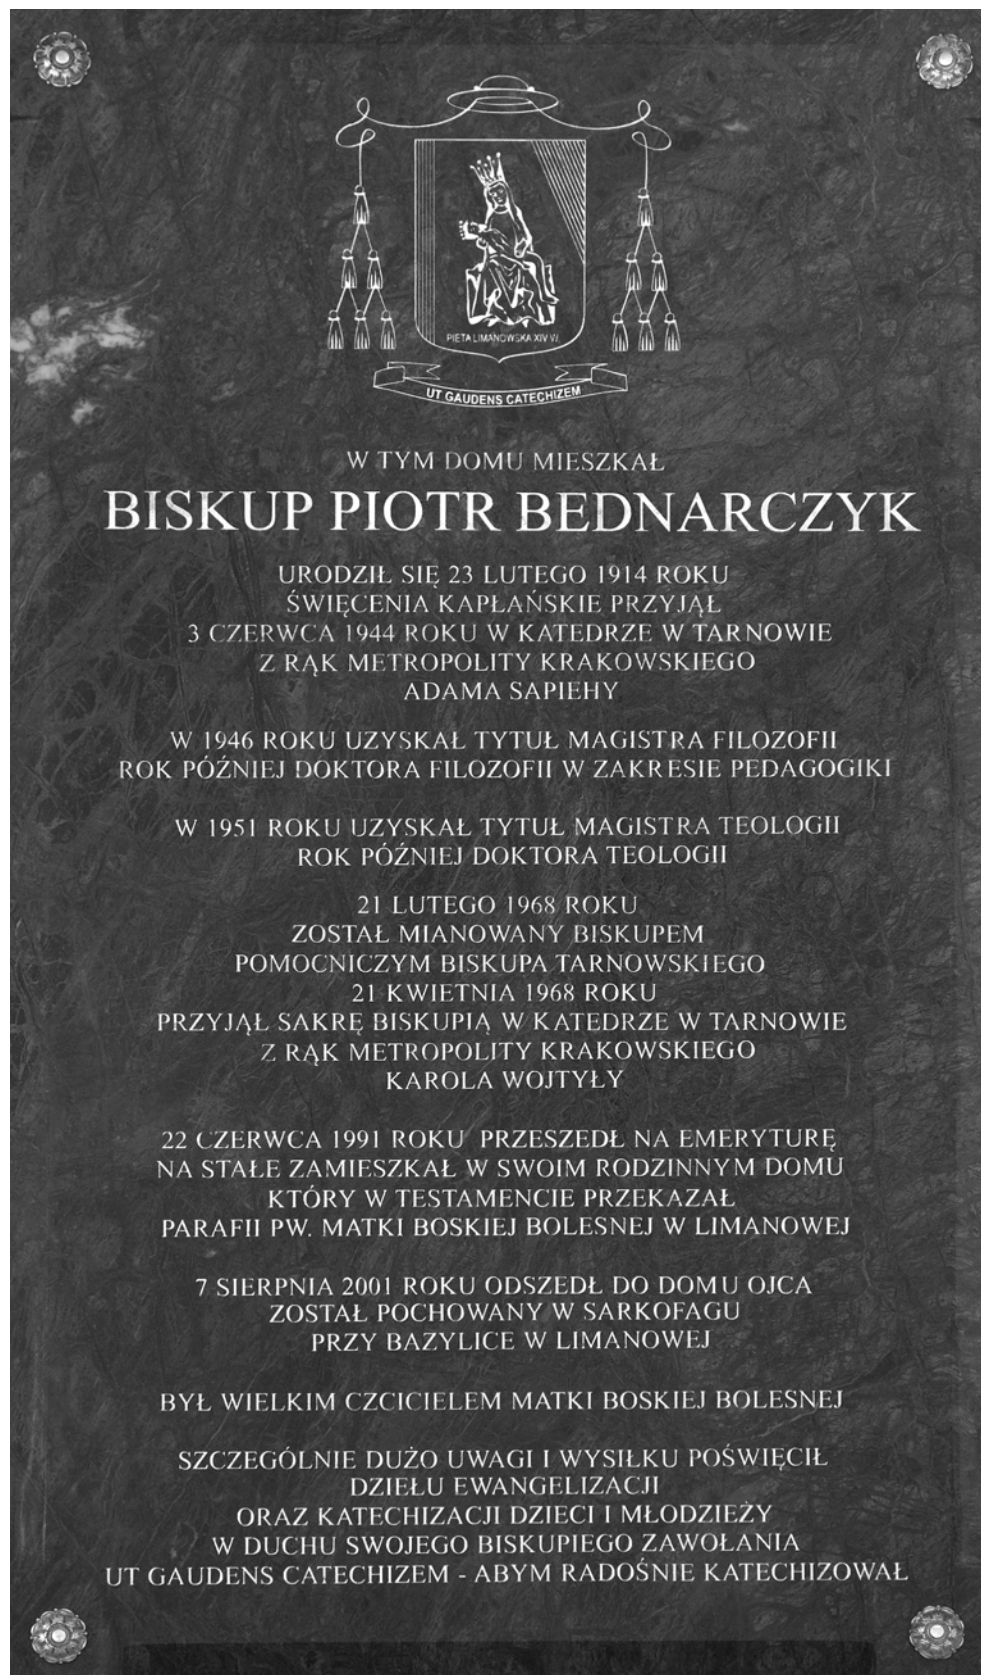 PIETA LIMANOWSKA XIV W.
UT GAUDENS CATECHIZEM
W TYM DOMU MIESZKAŁ
BISKUP PIOTR BEDNARCZYK
URODZIŁ SIĘ 23 LUTEGO 1914 ROKU
ŚWIĘCENIA KAPŁAŃSKIE PRZYJĄŁ
3 CZERWCA 1944 ROKU W KATEDRZE W TARNOWIE
Z RĄK METROPOLITY KRAKOWSKIEGO
ADAMA SAPIEHY
W 1946 ROKU UZYSKAŁ TYTUŁ MAGISTRA FILOZOFII
ROK PÓŹNIEJ DOKTORA FILOZOFII W ZAKRESIE PEDAGOGIKI
W 1951 ROKU UZYSKAŁ TYTUŁ MAGISTRA TEOLOGII
ROK PÓŹNIEJ DOKTORA TEOLOGII
21 LUTEGO 1968 ROKU
ZOSTAŁ MIANOWANY BISKUPEM
POMOCNICZYM BISKUPA TARNOWSKIEGO
21 KWIETNIA 1968 ROKU
PRZYJĄŁ SAKRĘ BISKUPIĄ W KATEDRZE W TARNOWIE
Z RĄK METROPOLITY KRAKOWSKIEGO
KAROLA WOJTYŁY
22 CZERWCA 1991 ROKU PRZESZEDŁ NA EMERYTURĘ
NA STAŁE ZAMIESZKAŁ W SWOIM RODZINNYM DOMU
KTÓRY W TESTAMENCIE PRZEKAZAŁ
PARAFII PW. MATKI BOSKIEJ BOLESNEJ W LIMANOWEJ
7 SIERPNIA 2001 ROKU ODSZEDŁ DO DOMU OJCA
ZOSTAŁ POCHOWANY W SARKOFAGU
PRZY BAZYLICE W LIMANOWEJ
BYŁ WIELKIM CZCICIELEM MATKI BOSKIEJ BOLESNEJ
SZCZEGÓLNIE DUŻO UWAGI I WYSIŁKU POŚWIĘCIŁ
DZIEŁU EWANGELIZACJI
ORAZ KATECHIZACJI DZIECI I MŁODZIEŻY
W DUCHU SWOJEGO BISKUPIEGO ZAWOŁANIA
UT GAUDENS CATECHIZEM - ABYM RADOŚNIE KATECHIZOWAŁ